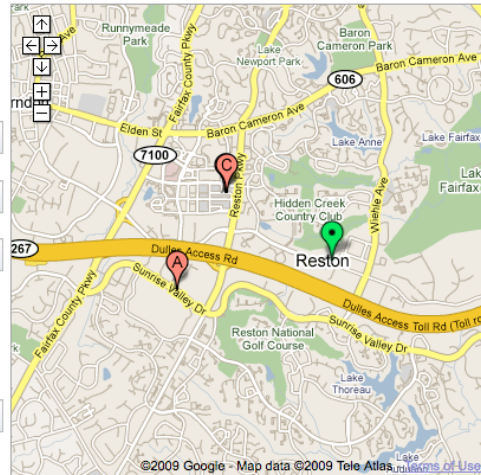 Runnymeade
Park
Fairfax County Pkwy
Lake
Newport Park
Baron
Cameron Park
606
Baron Cameron Ave
Elden St
Baron Cameron Ave
Lake Anne
Lake Fairfax
7100
C
Reston Pkwy
Wiehle Ave
Lak
Fairfax
Hidden Creek
Country Club
267
Dulles Access Rd
Reston
A
Sunrise Valley Dr
Fairfax County Pkwy
Dulles Access Toll Rd (Toll ro
Sunrise Valley Dr
Reston National
Golf Course
Lake
Thoreau
Lake
©2009 Google - Map data ©2009 Tele Atlas - Terms of Use